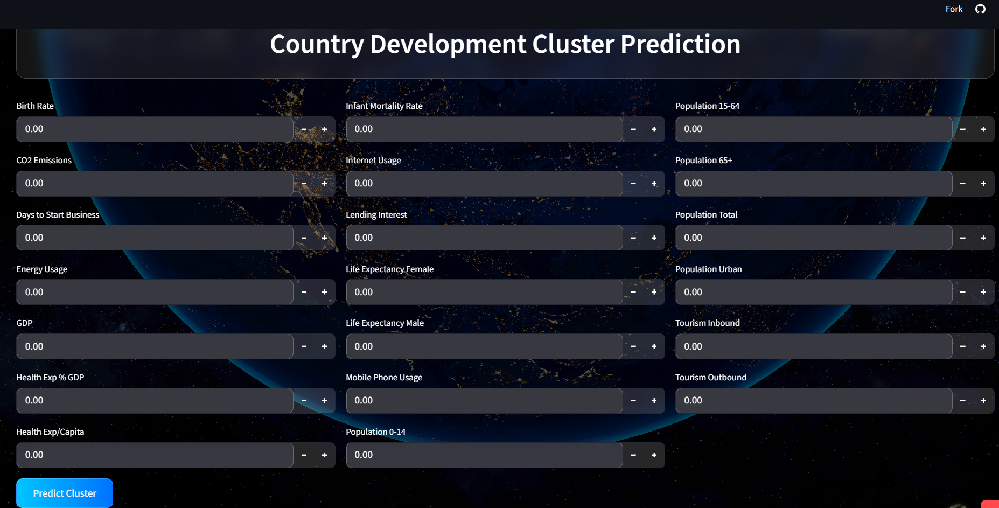 Fork
Country Development Cluster Prediction
Birth Rate
0.00
CO2 Emissions
0.00
Days to Start Business
0.00
Energy Usage
0.00
GDP
0.00
Health Exp % GDP
0.00
Health Exp/Capita
0.00
Infant Mortality Rate
0.00
Internet Usage
0.00
Lending Interest
0.00
Life Expectancy Female
0.00
Life Expectancy Male
0.00
Mobile Phone Usage
0.00
Population 0-14
0.00
Population 15-64
0.00
Population 65+
0.00
Population Total
0.00
Population Urban
0.00
Tourism Inbound
0.00
Tourism Outbound
0.00
Predict Cluster